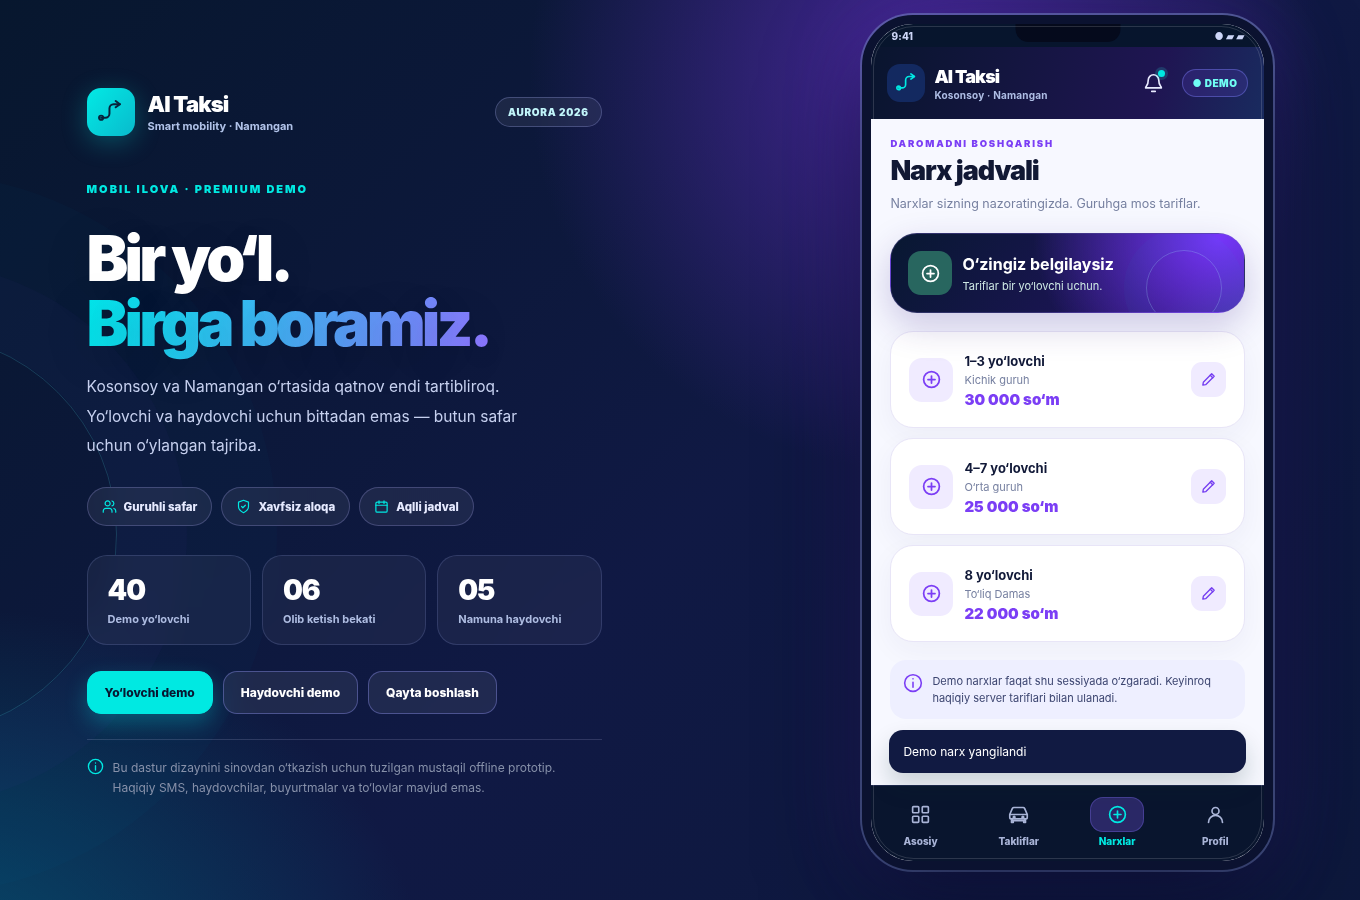 AI Taksi
Smart mobility · Namangan
AURORA 2026
MOBIL ILOVA · PREMIUM DEMO
Bir yo‘l.
Birga boramiz.
Kosonsoy va Namangan o‘rtasida qatnov endi tartibliroq.
Yo‘lovchi va haydovchi uchun bittadan emas — butun safar
uchun o‘ylangan tajriba.
Guruhli safar
Xavfsiz aloqa
Aqlli jadval
40
Demo yo‘lovchi
06
Olib ketish bekati
05
Namuna haydovchi
Yo‘lovchi demo
Haydovchi demo
Qayta boshlash
Bu dastur dizaynini sinovdan o‘tkazish uchun tuzilgan mustaqil offline prototip.
Haqiqiy SMS, haydovchilar, buyurtmalar va to‘lovlar mavjud emas.
9:41
AI Taksi
Kosonsoy · Namangan
DEMO
DAROMADNI BOSHQARISH
Narx jadvali
Narxlar sizning nazoratingizda. Guruhga mos tariflar.
O‘zingiz belgilaysiz
Tariflar bir yo‘lovchi uchun.
1–3 yo‘lovchi
Kichik guruh
30 000 so‘m
4–7 yo‘lovchi
O‘rta guruh
25 000 so‘m
8 yo‘lovchi
To‘liq Damas
22 000 so‘m
Demo narxlar faqat shu sessiyada o‘zgaradi. Keyinroq
haqiqiy server tariflari bilan ulanadi.
Demo narx yangilandi
Asosiy
Takliflar
Narxlar
Profil